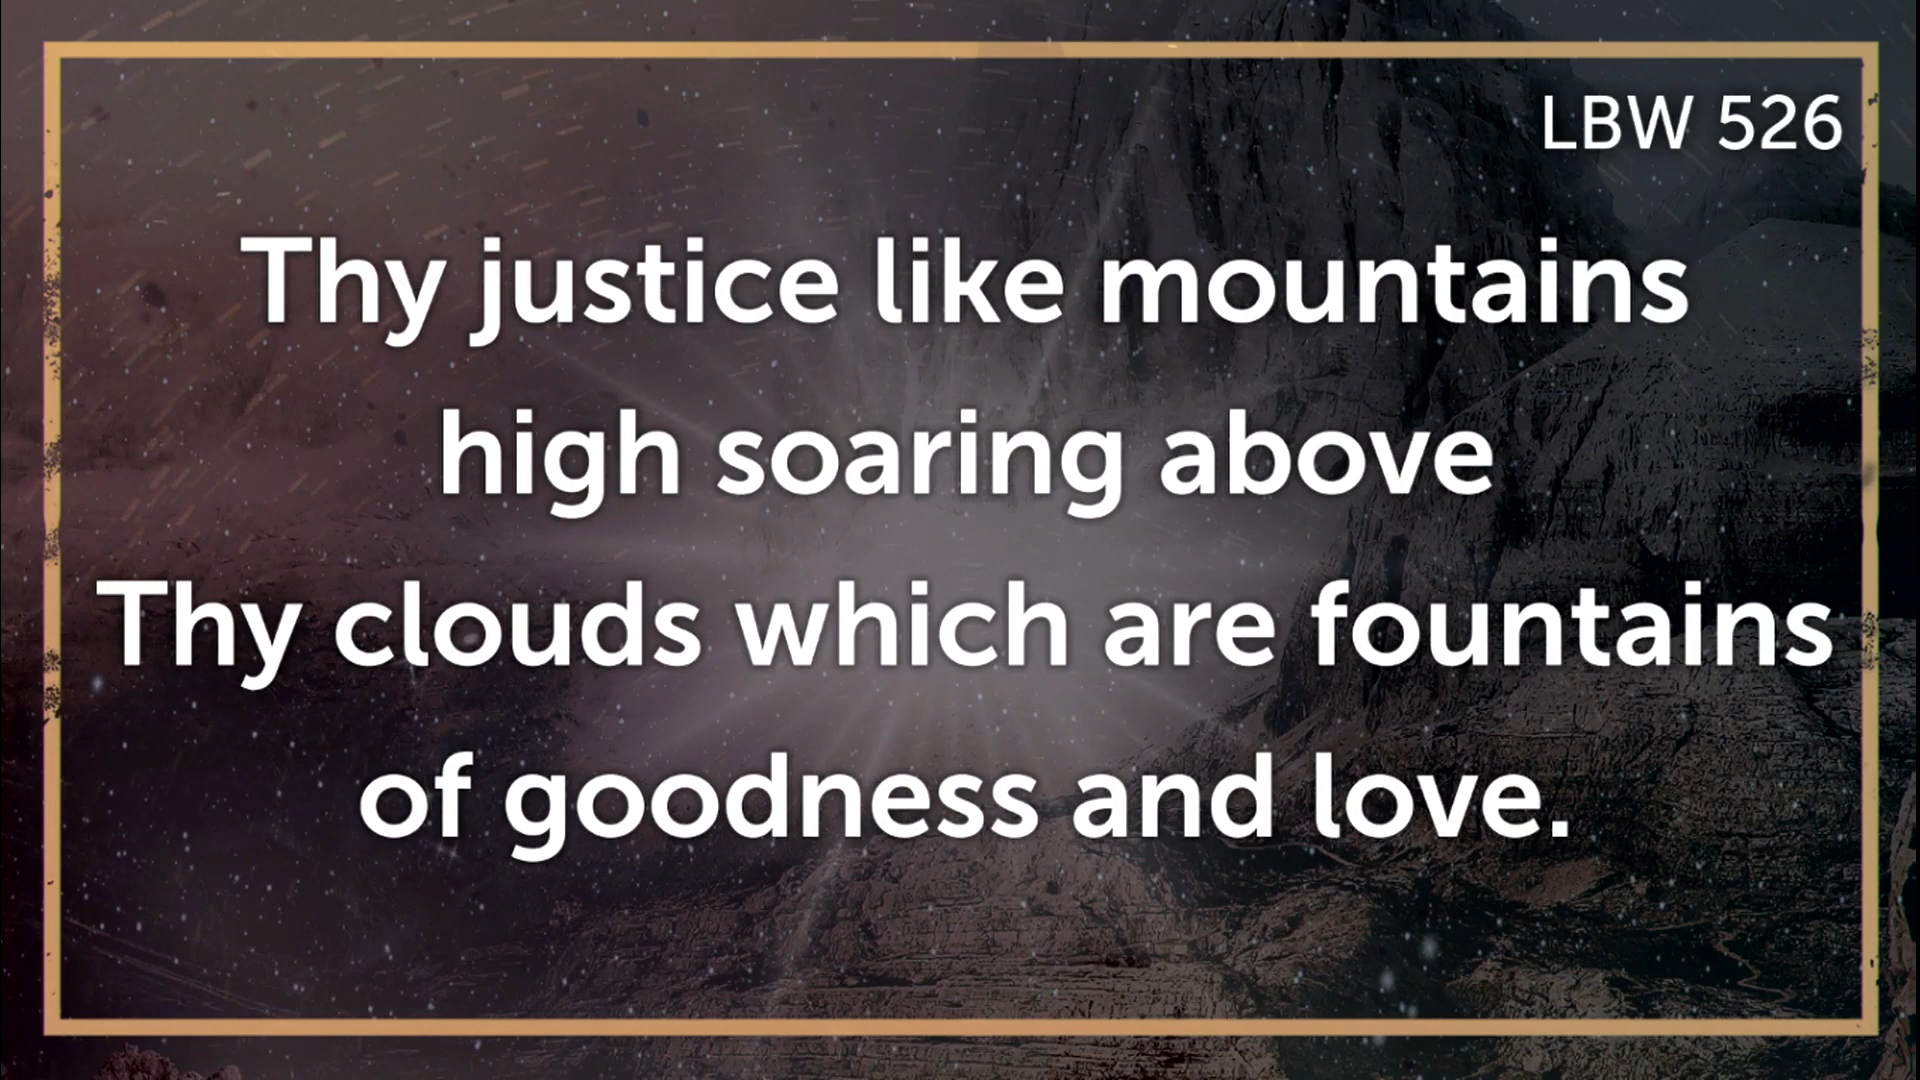 LBW 526
Thy justice like mountains
high soaring above
Thy clouds which are fountains
of goodness and love.